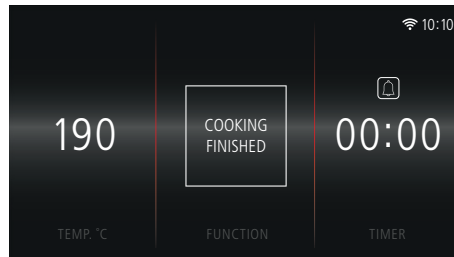 10:10
190
COOKING
FINISHED
00:00
TEMP. °C
FUNCTION
TIMER